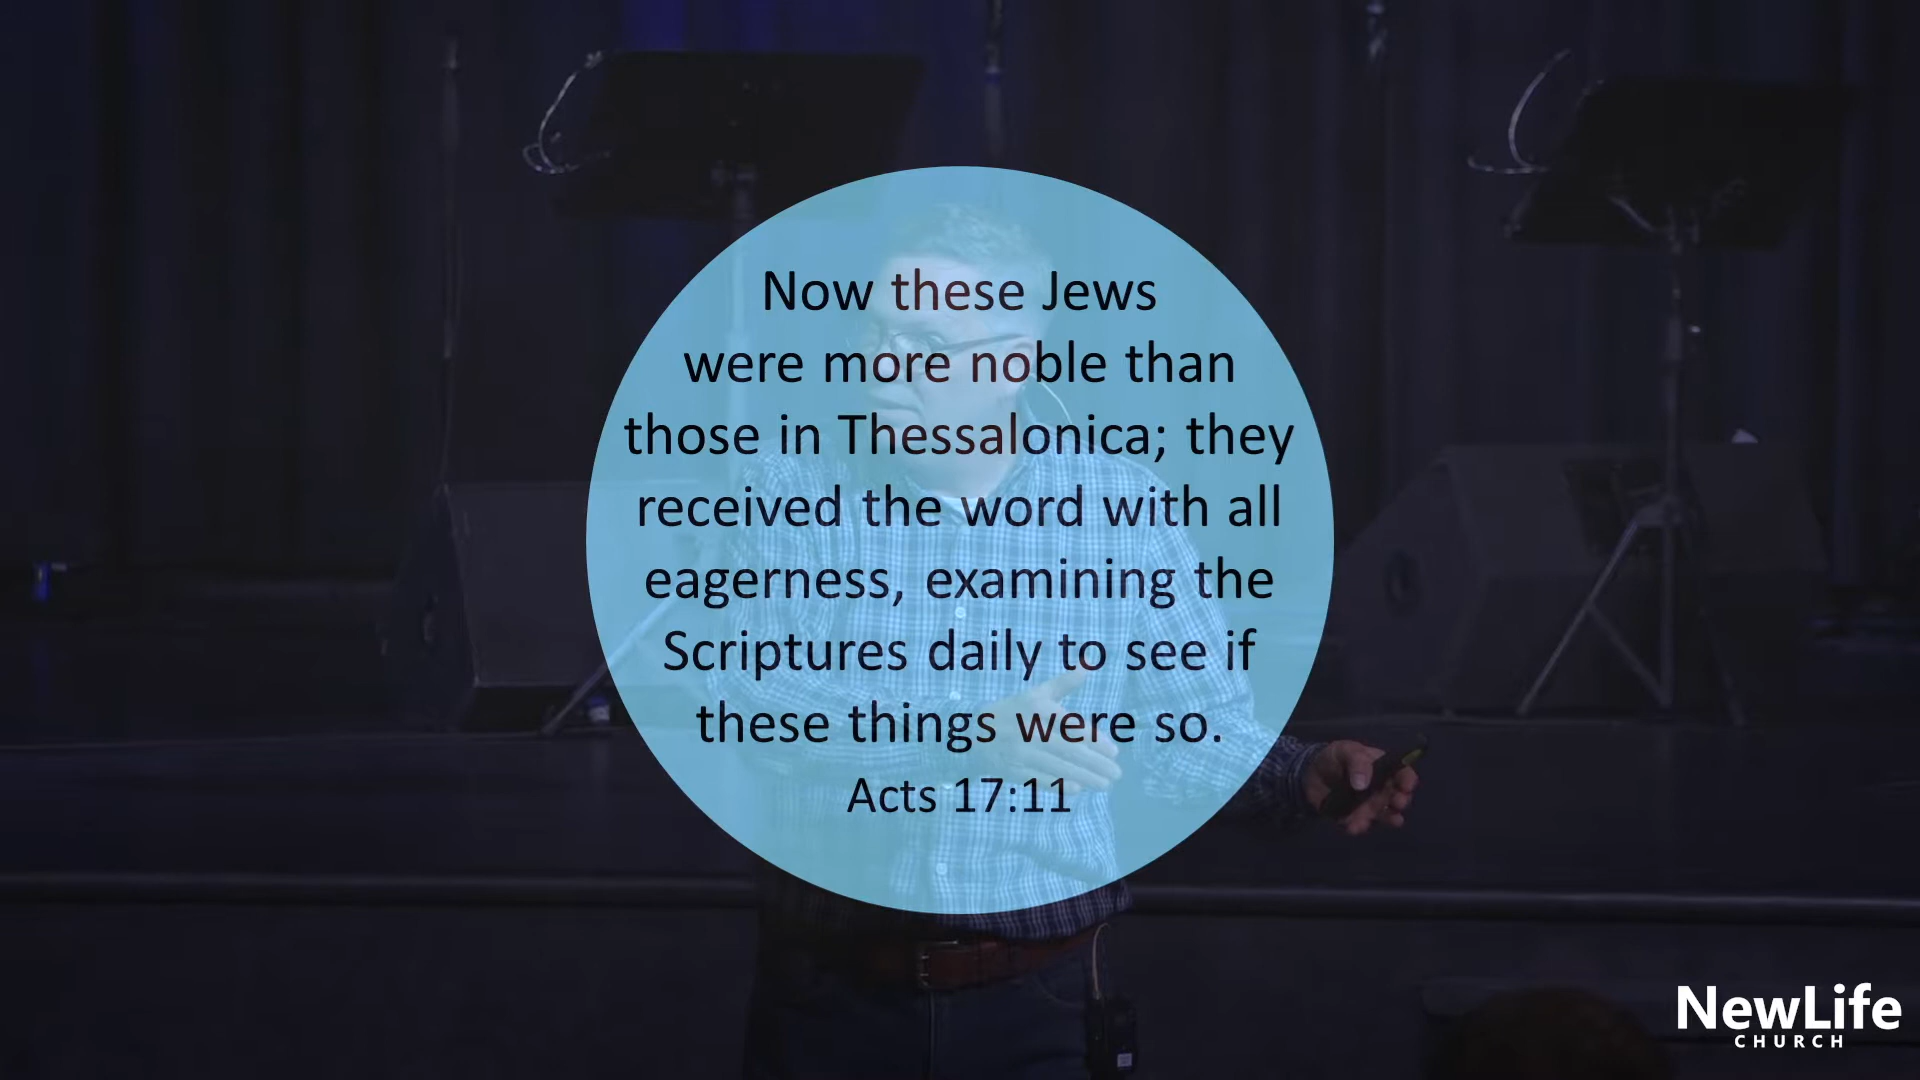 Now these Jews
were more noble than
those in Thessalonica; they
received the word with all
eagerness, examining the
Scriptures daily to see if
these things were so.
Acts 17:11
NewLife
CHURCH